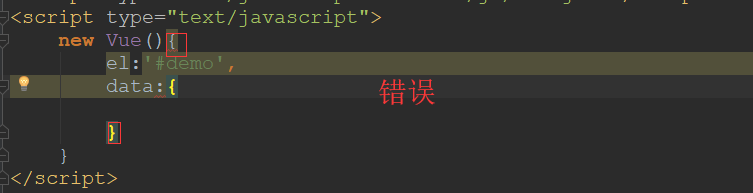 <script type="text/javascript">
new Vue(){
el:'#demo',
data:{
错误
}
}
</script>